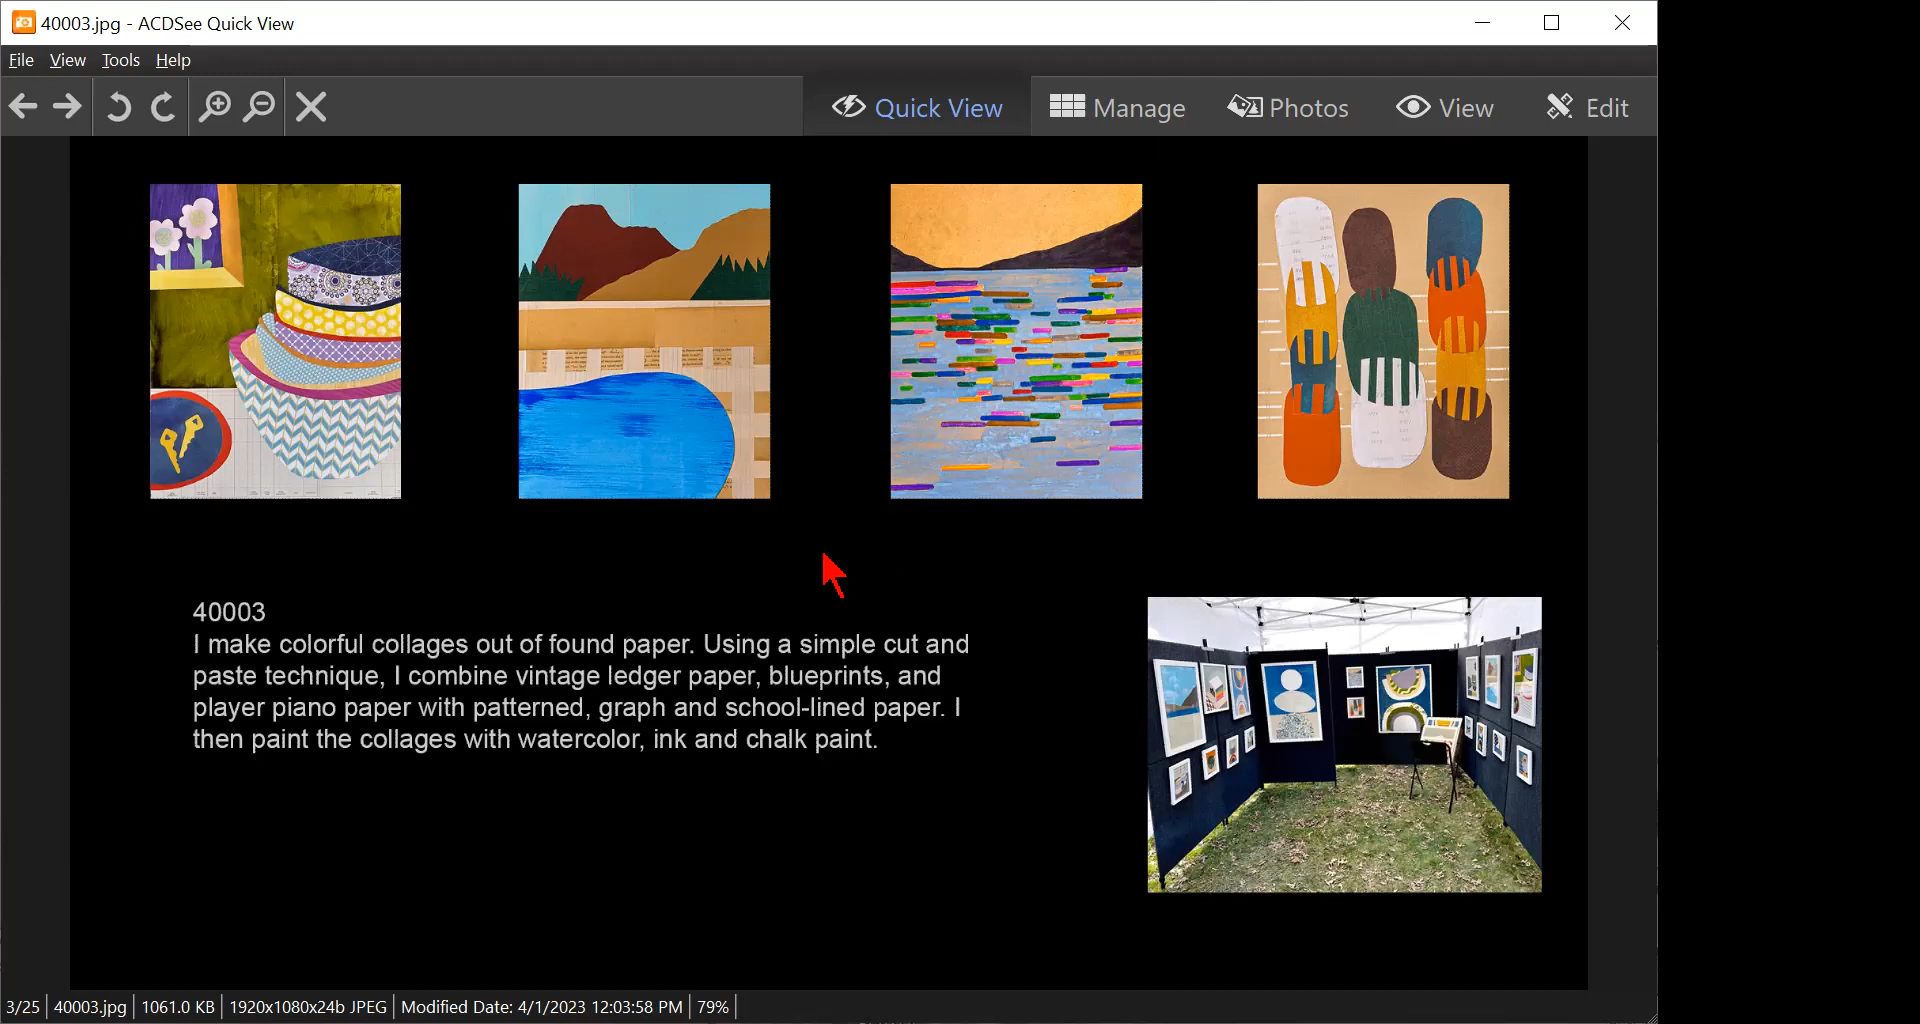 40003.jpg - ACDSee Quick View
File View Tools Help
Quick View Manage Photos View Edit
40003
I make colorful collages out of found paper. Using a simple cut and
paste technique, I combine vintage ledger paper, blueprints, and
player piano paper with patterned, graph and school-lined paper. I
then paint the collages with watercolor, ink and chalk paint.
3/25 40003.jpg 1061.0 KB 1920x1080x24b JPEG Modified Date: 4/1/2023 12:03:58 PM 79%